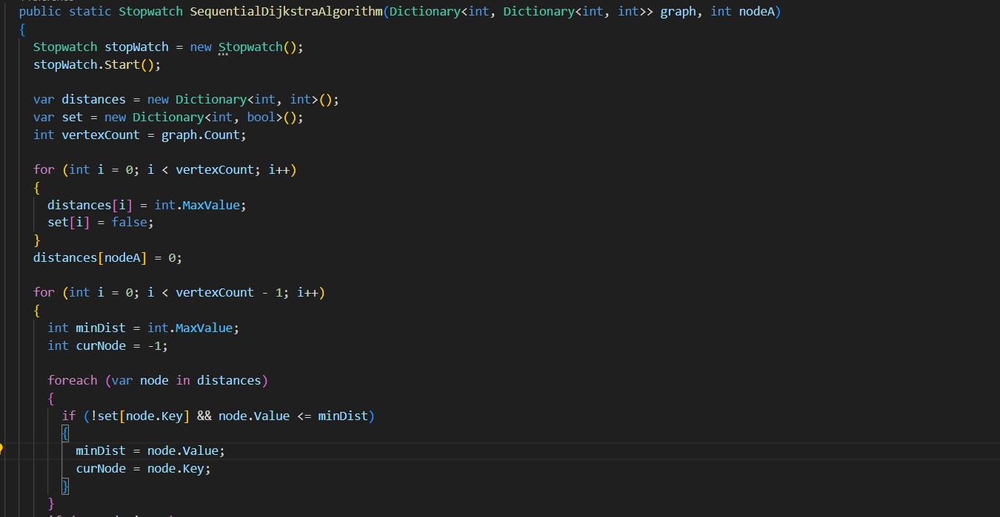 public static Stopwatch SequentialDijkstraAlgorithm(Dictionary<int, Dictionary<int, int>> graph, int nodeA)
{
Stopwatch stopWatch = new Stopwatch();
stopWatch.Start();
var distances = new Dictionary<int, int>();
var set = new Dictionary<int, bool>();
int vertexCount = graph.Count;
for (int i = 0; i < vertexCount; i++)
{
distances[i] = int.MaxValue;
set[i] = false;
}
distances[nodeA] = 0;
for (int i = 0; i < vertexCount - 1; i++)
{
int minDist = int.MaxValue;
int curNode = -1;
foreach (var node in distances)
{
if (!set[node.Key] && node.Value <= minDist)
{
minDist = node.Value;
curNode = node.Key;
}
}